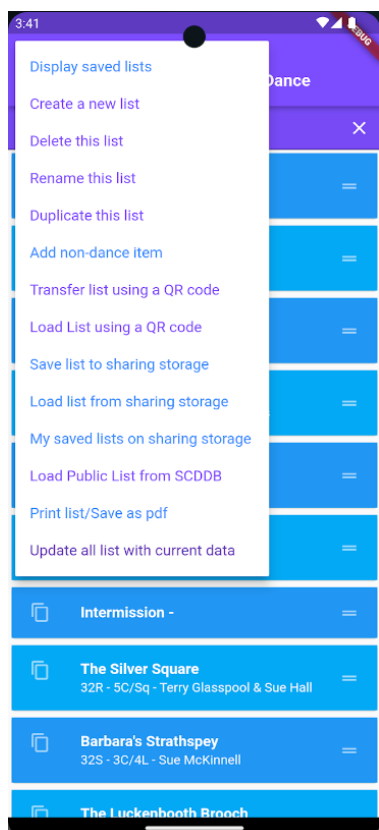 3:41
DEBUG
Display saved lists
Dance
Create a new list
Delete this list
Rename this list
Duplicate this list
Add non-dance item
Transfer list using a QR code
Load List using a QR code
Save list to sharing storage
Load list from sharing storage
My saved lists on sharing storage
Load Public List from SCDDB
Print list/Save as pdf
Update all list with current data
Intermission -
The Silver Square
32R - 5C/Sq - Terry Glasspool & Sue Hall
Barbara's Strathspey
32S - 3C/4L - Sue McKinnell
The Luckenbooth Brooch